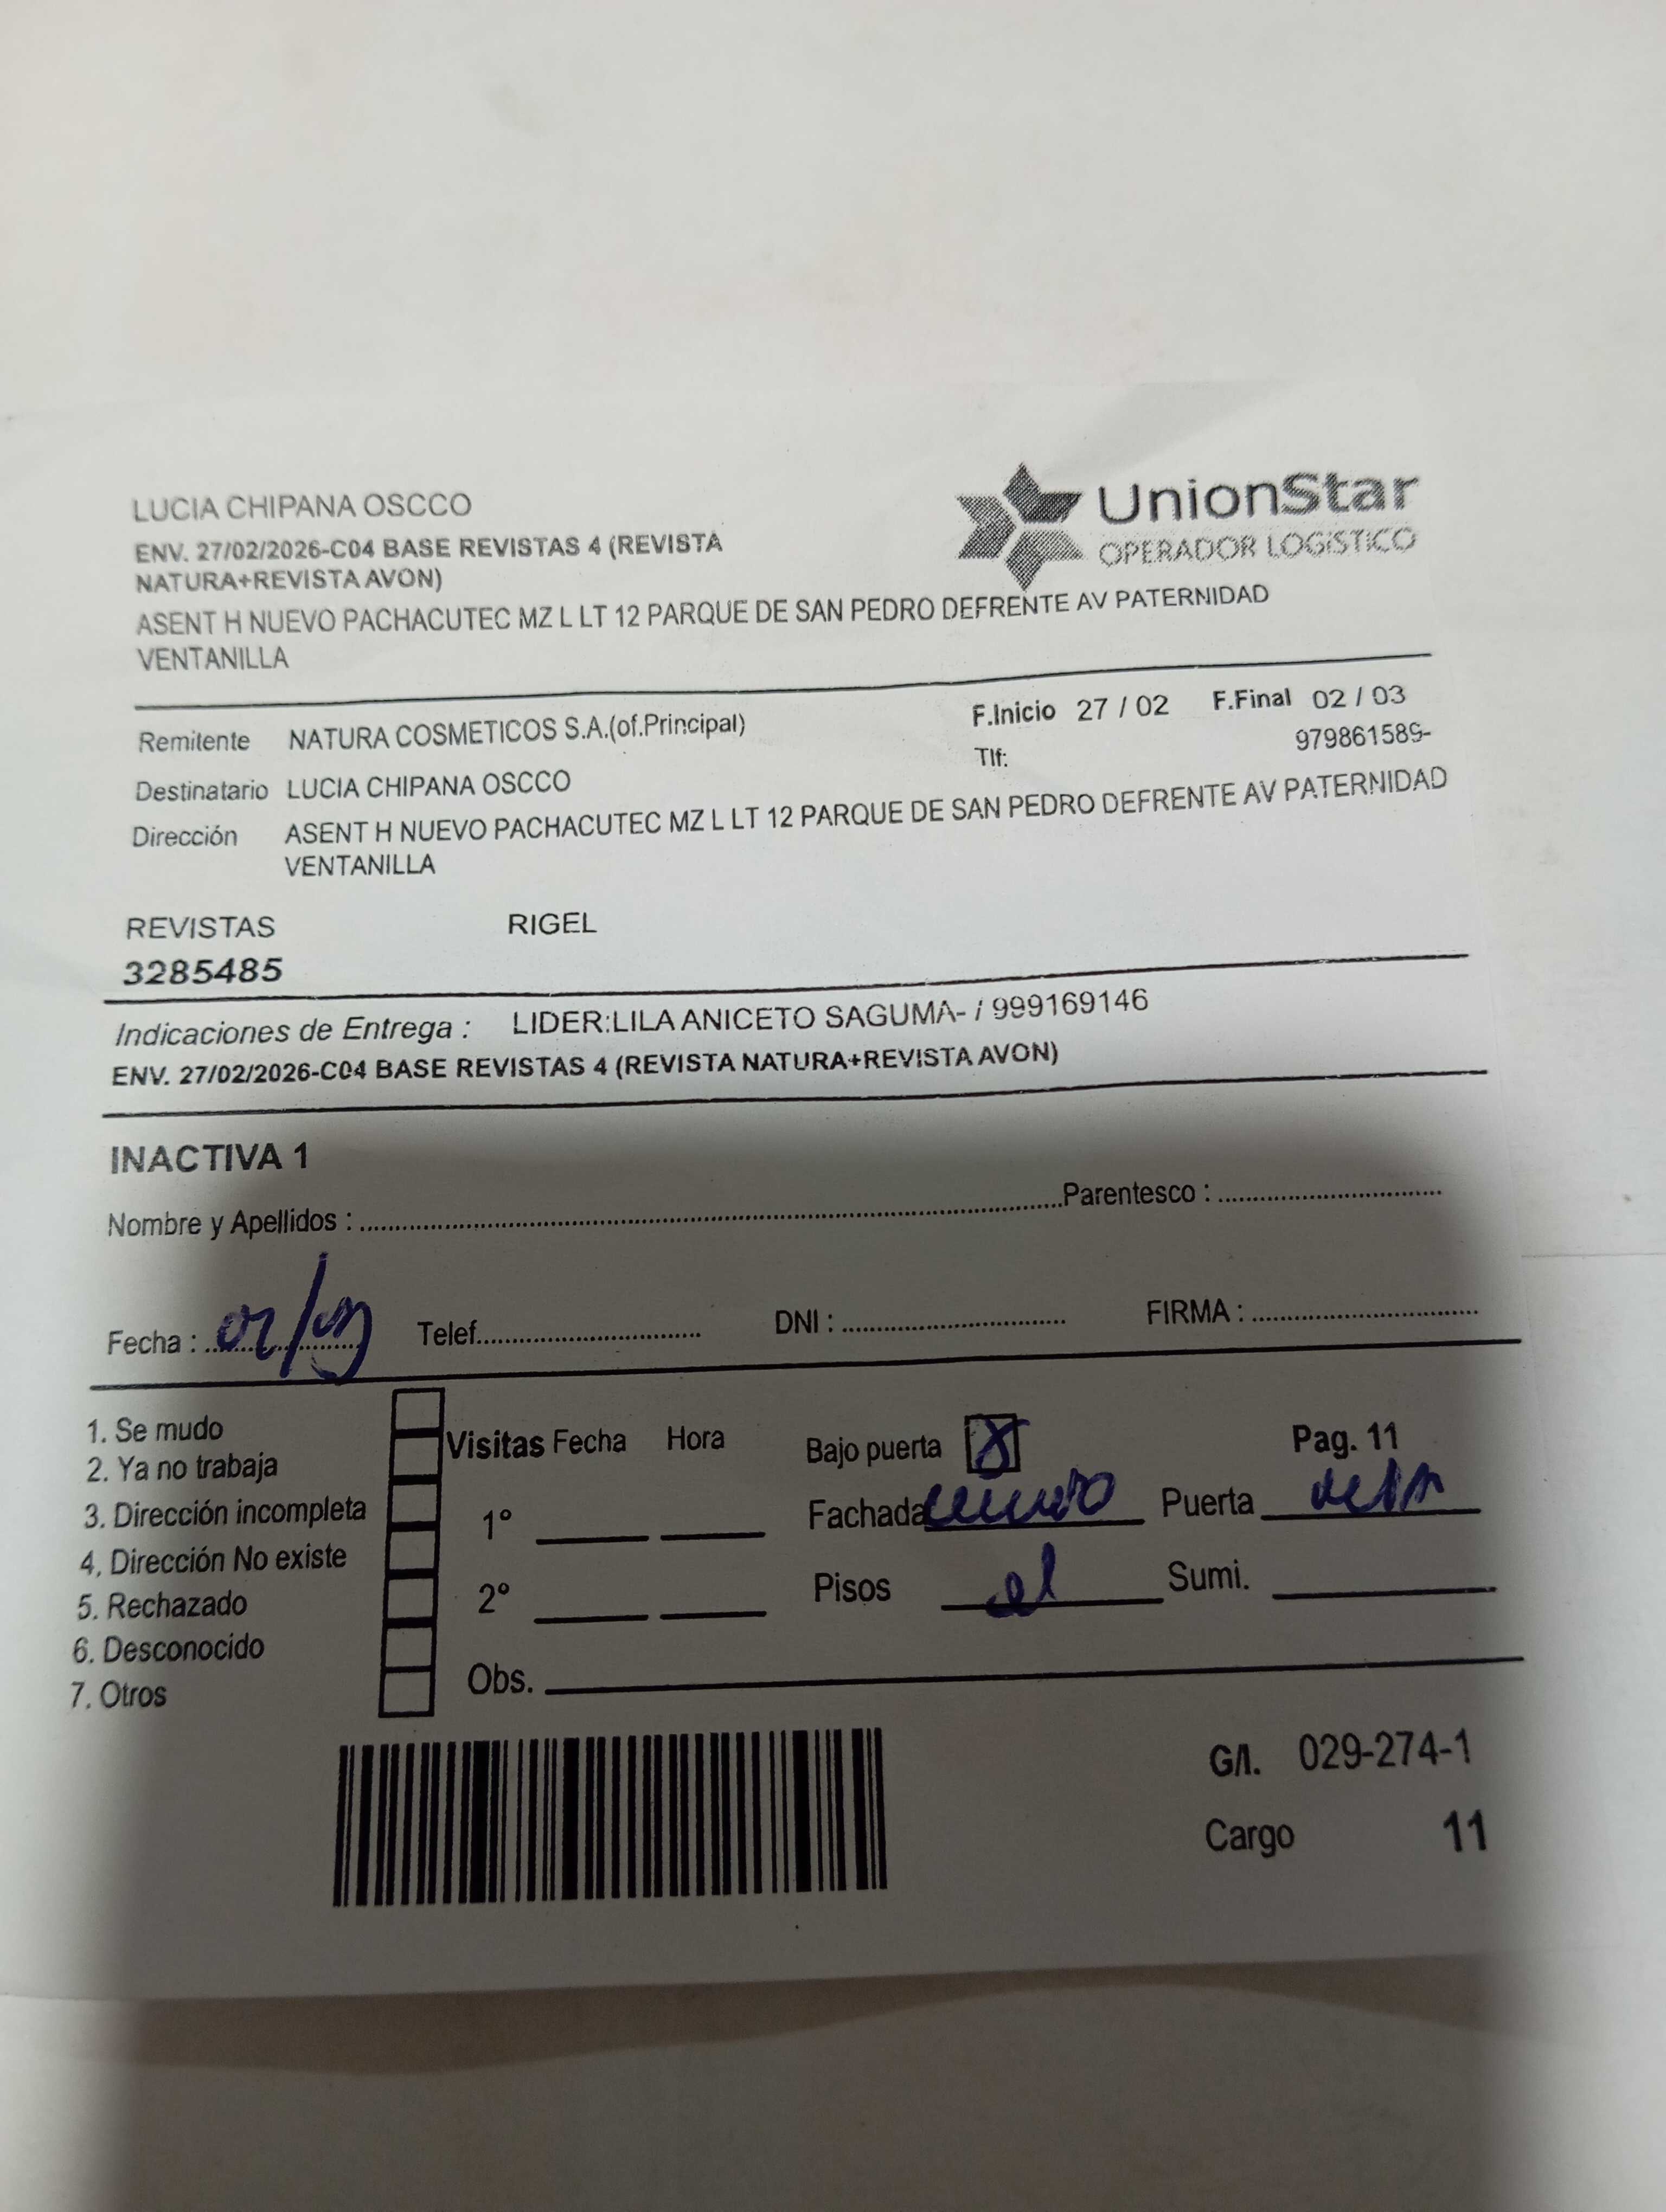 LUCIA CHIPANA OSCCO
ENV. 27/02/2026-C04 BASE REVISTAS 4 (REVISTA
NATURA+REVISTA AVON)
UnionStar
OPERADOR LOGíSTICO
ASENT H NUEVO PACHACUTEC MZ L LT 12 PARQUE DE SAN PEDRO DEFRENTE AV PATERNIDAD
VENTANILLA
Remitente NATURA COSMETICOS S.A.(of.Principal) F.Inicio 27 / 02 F.Final 02 / 03
Tlf: 979861589-
Destinatario LUCIA CHIPANA OSCCO
Dirección ASENT H NUEVO PACHACUTEC MZ L LT 12 PARQUE DE SAN PEDRO DEFRENTE AV PATERNIDAD
VENTANILLA
REVISTAS RIGEL
3285485
Indicaciones de Entrega : LIDER:LILA ANICETO SAGUMA- / 999169146
ENV. 27/02/2026-C04 BASE REVISTAS 4 (REVISTA NATURA+REVISTA AVON)
INACTIVA 1
Nombre y Apellidos : Parentesco :
Fecha : 02/03 Telef. DNI : FIRMA :
1. Se mudo
2. Ya no trabaja
3. Dirección incompleta
4, Dirección No existe
5. Rechazado
6. Desconocido
7. Otros
Visitas Fecha Hora
1°
2°
Obs.
Bajo puerta X Pag. 11
Fachada Puerta
Pisos Sumi.
G/I. 029-274-1
Cargo 11